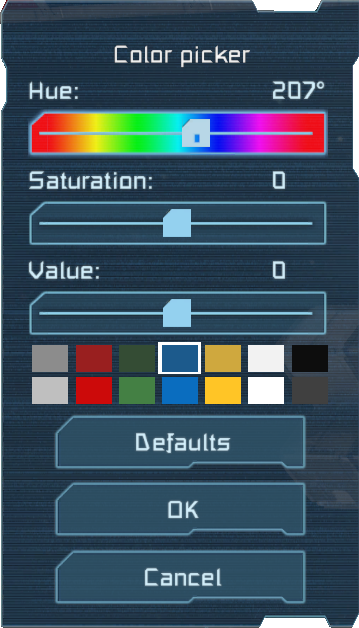 Color picker
Hue: 207°
Saturation: 0
Value: 0
Defaults
OK
Cancel